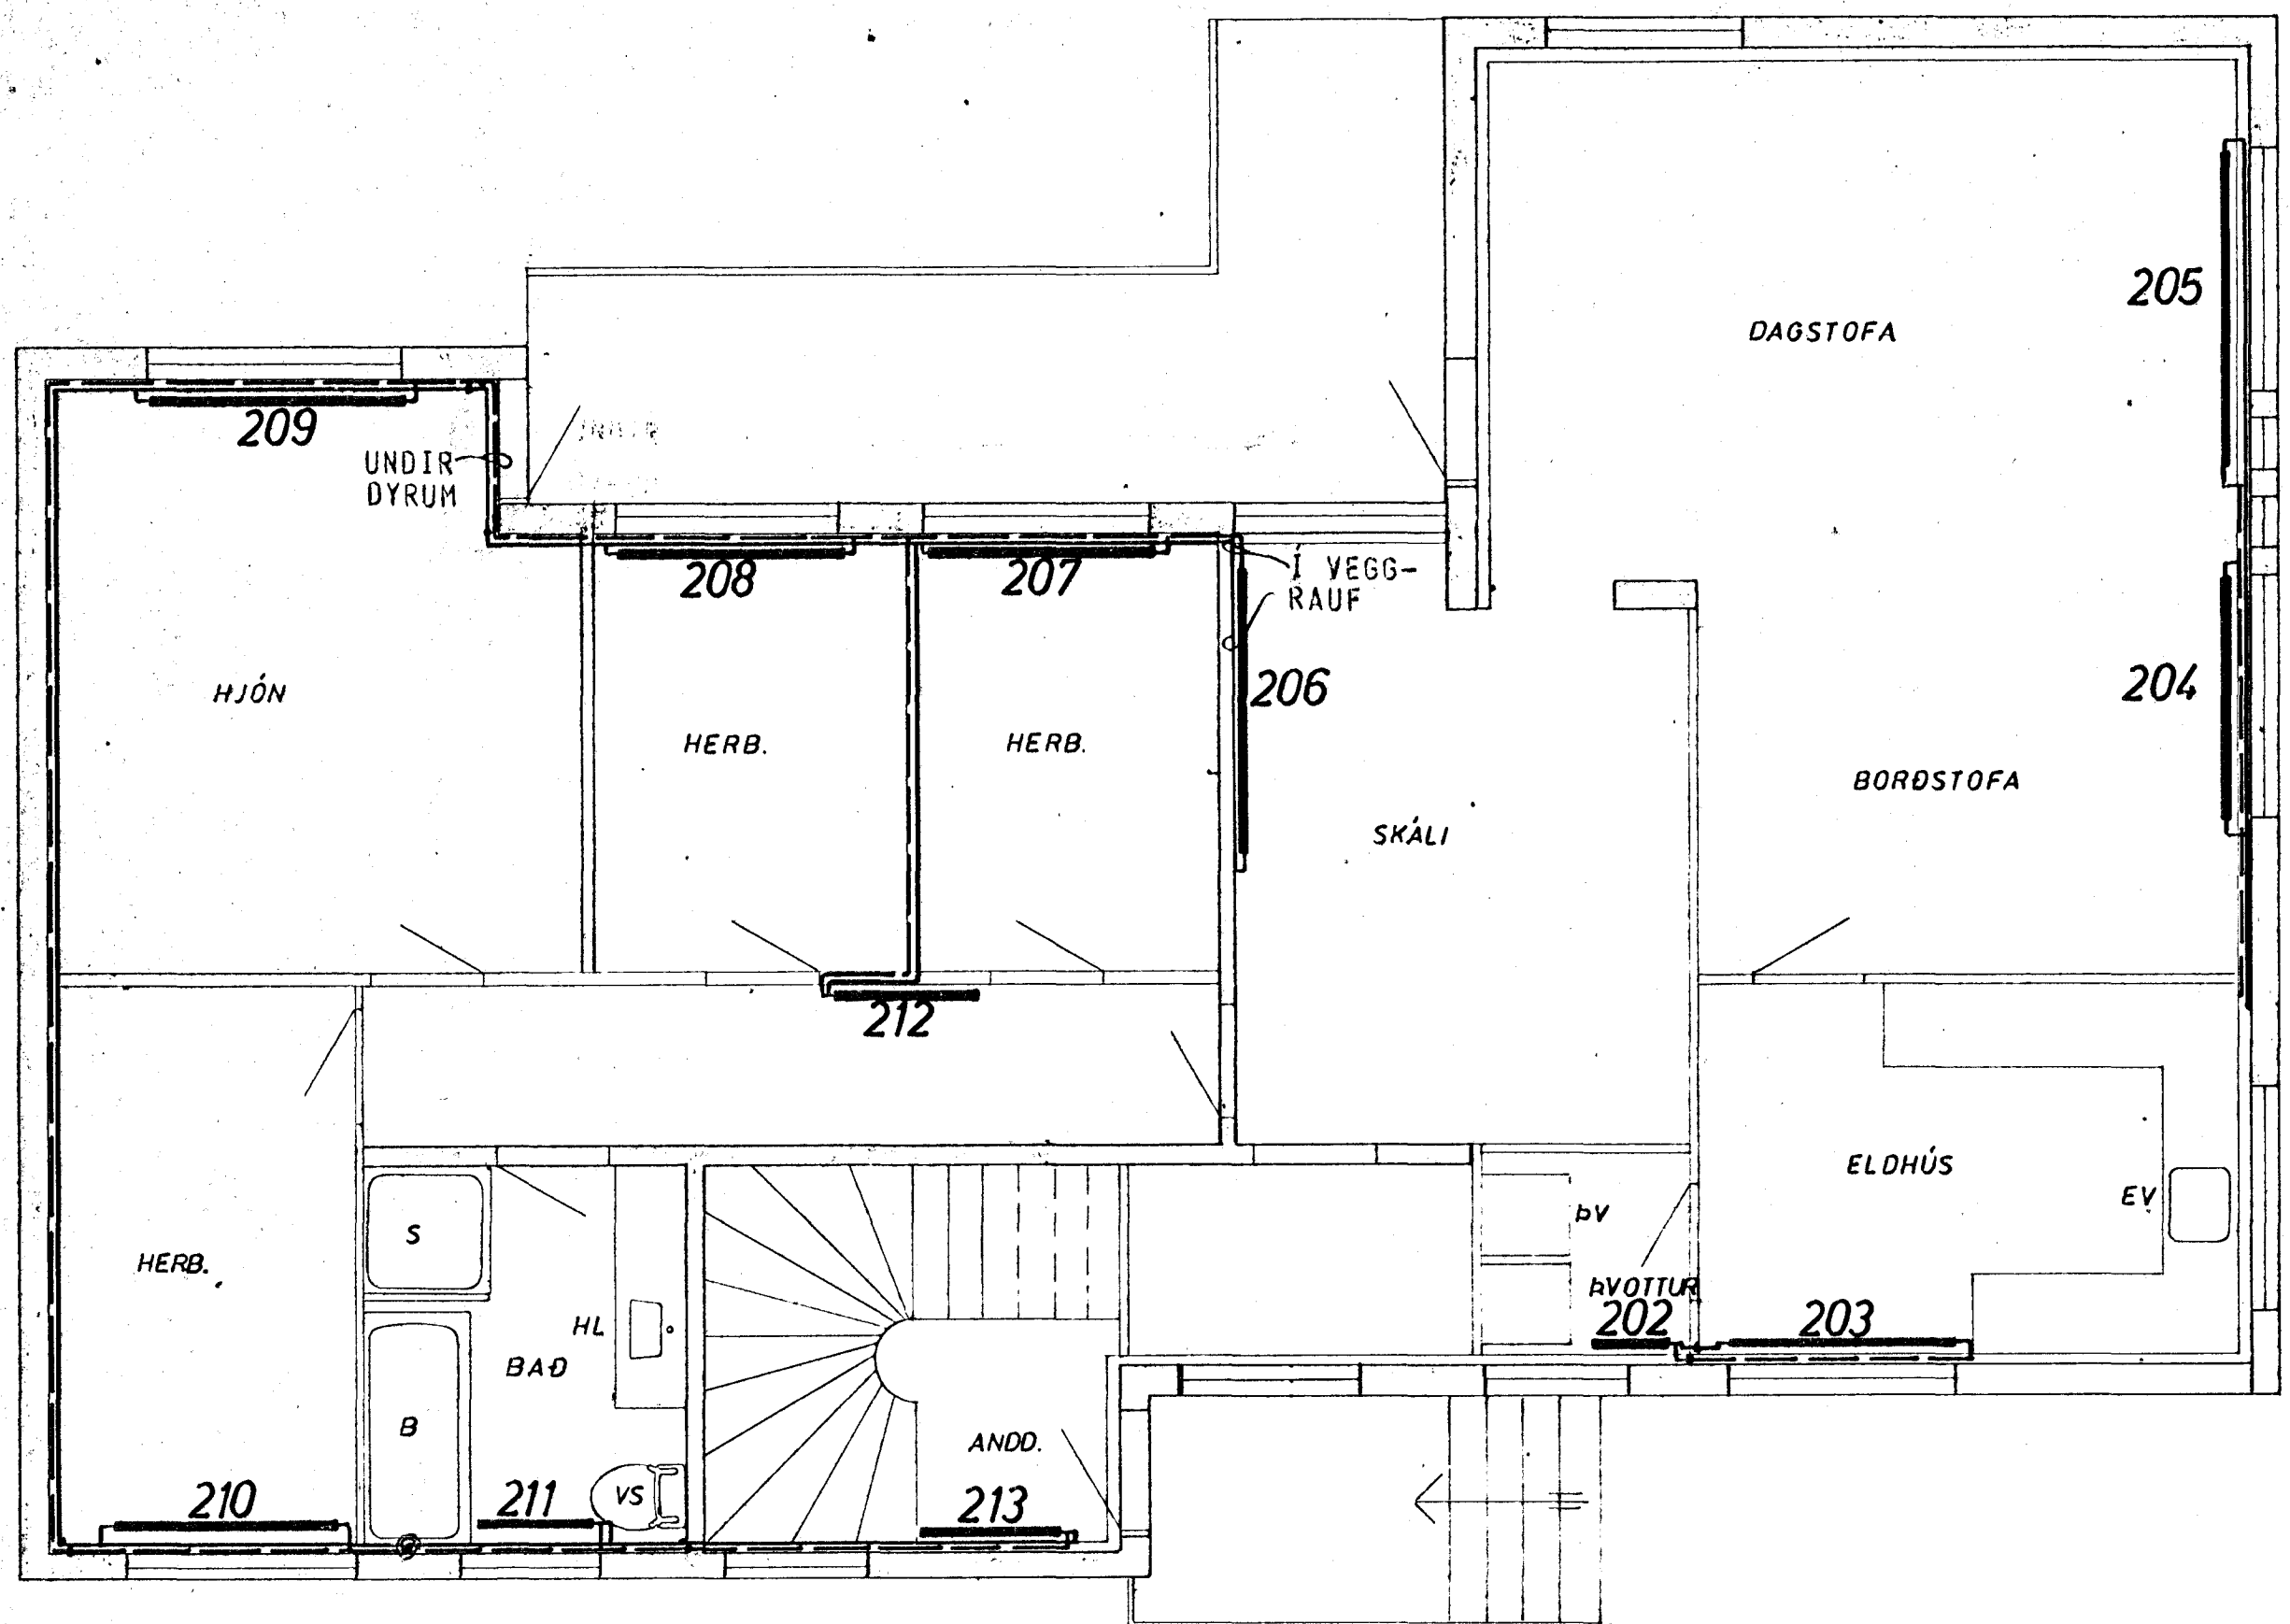 205
DAGSTOFA
209
UNDIR
DYRUM
208
207
Í VEGG-
RAUF
206
204
HJÓN
HERB.
HERB.
BORÐSTOFA
SKÁLI
212
ELDHÚS
EV
ÞV
S
HERB.
ÞVOTTUR
HL
202
203
BAÐ
B
ANDD.
210
211
VS
213